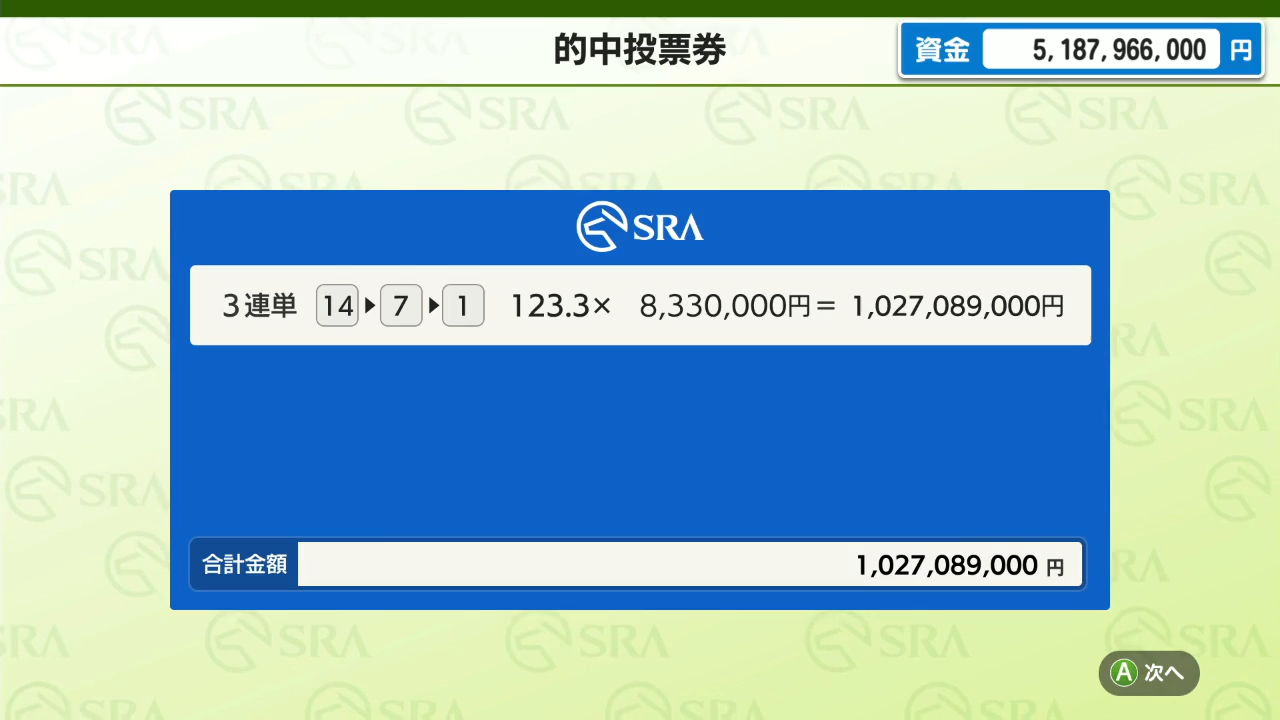 的中投票券
資金 5,187,966,000 円
SRA
3連単 14 ▶ 7 ▶ 1 123.3× 8,330,000円＝ 1,027,089,000円
合計金額 1,027,089,000 円
A 次へ